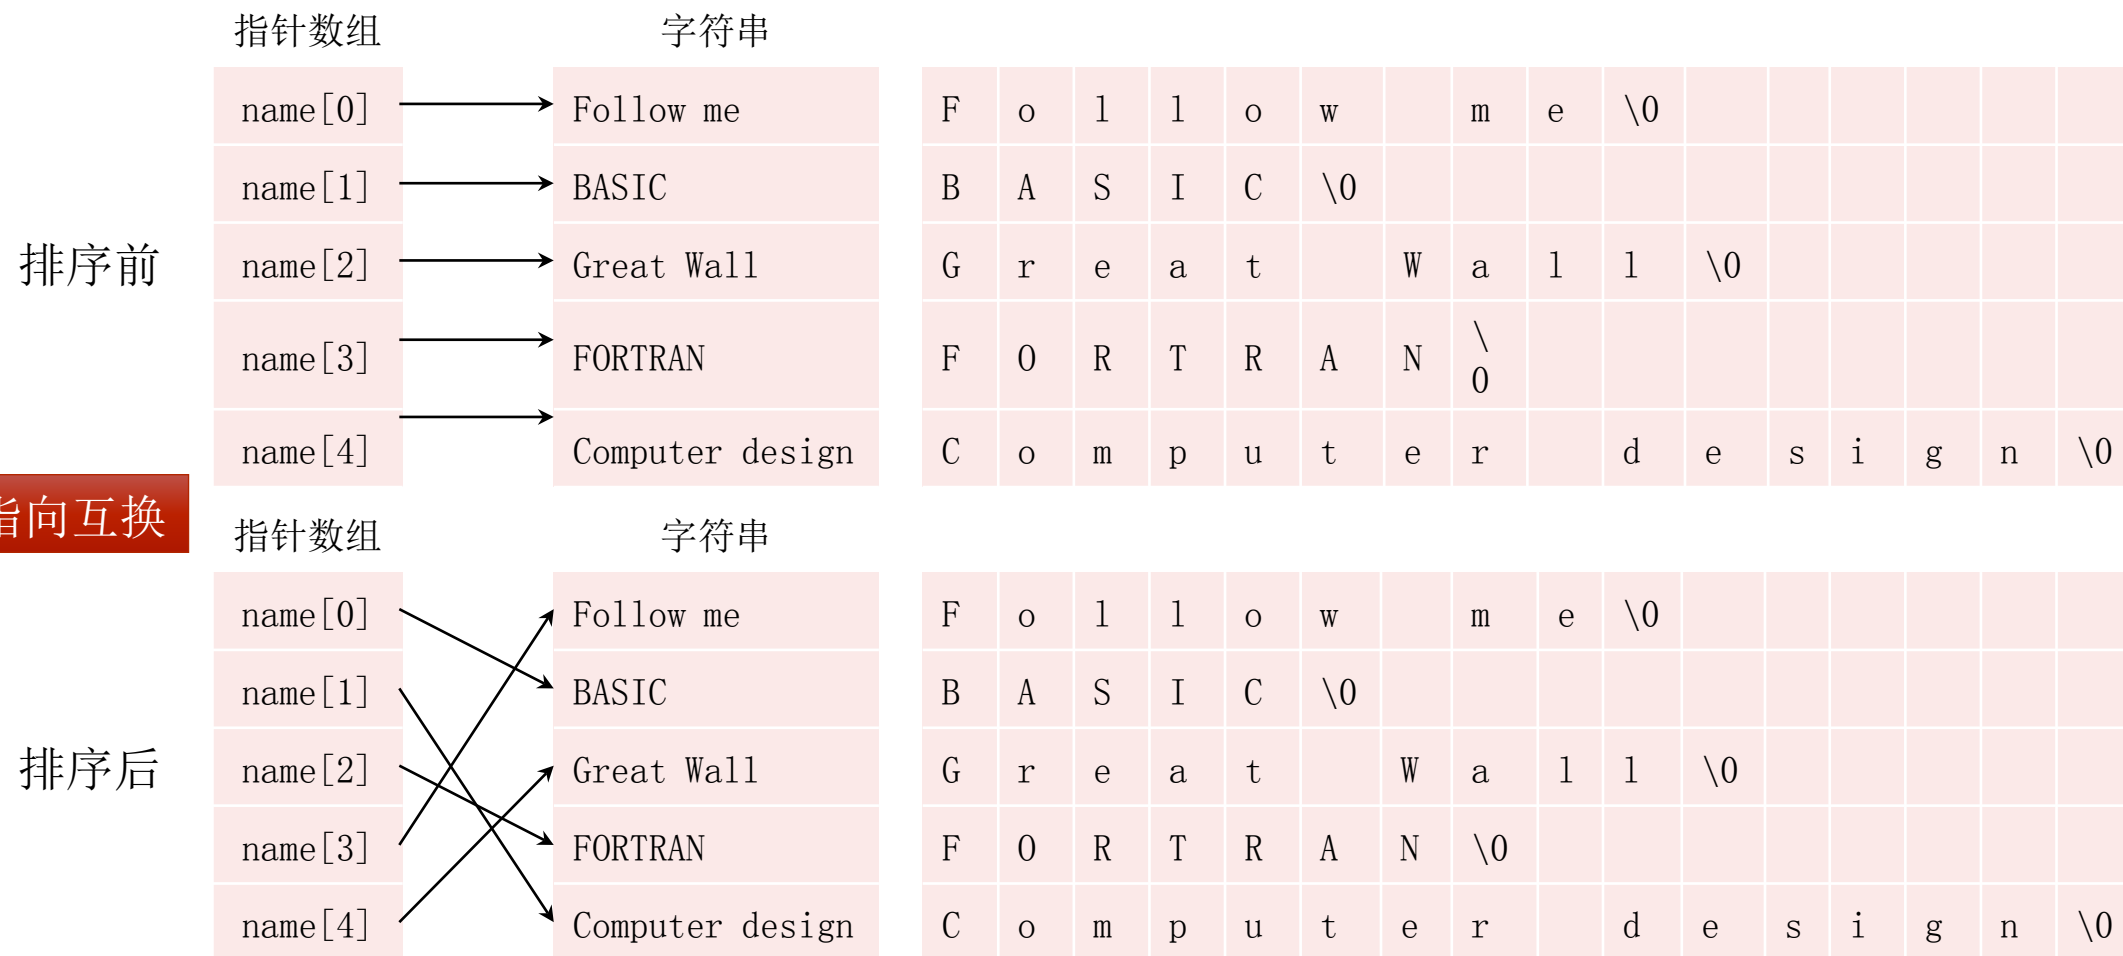 指针数组 字符串
name[0] Follow me F o l l o w m e \0
name[1] BASIC B A S I C \0
排序前 name[2] Great Wall G r e a t W a l l \0
name[3] FORTRAN F O R T R A N \0
name[4] Computer design C o m p u t e r d e s i g n \0
指向互换
指针数组 字符串
name[0] Follow me F o l l o w m e \0
name[1] BASIC B A S I C \0
排序后 name[2] Great Wall G r e a t W a l l \0
name[3] FORTRAN F O R T R A N \0
name[4] Computer design C o m p u t e r d e s i g n \0